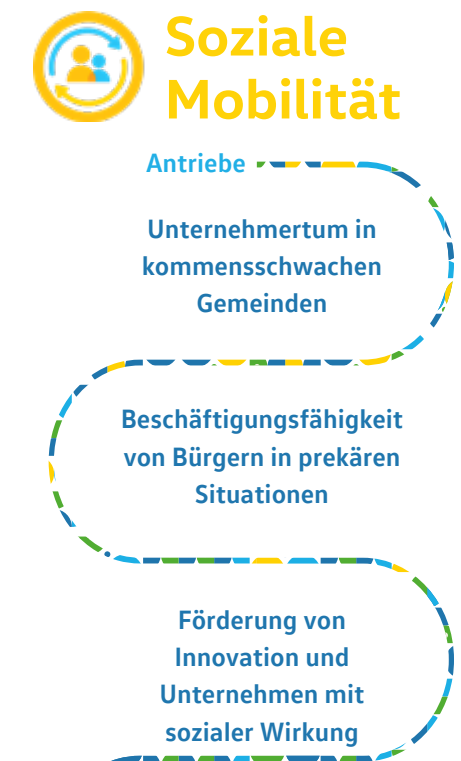 Soziale
Mobilität
Antriebe
Unternehmertum in
kommensschwachen
Gemeinden
Beschäftigungsfähigkeit
von Bürgern in prekären
Situationen
Förderung von
Innovation und
Unternehmen mit
sozialer Wirkung